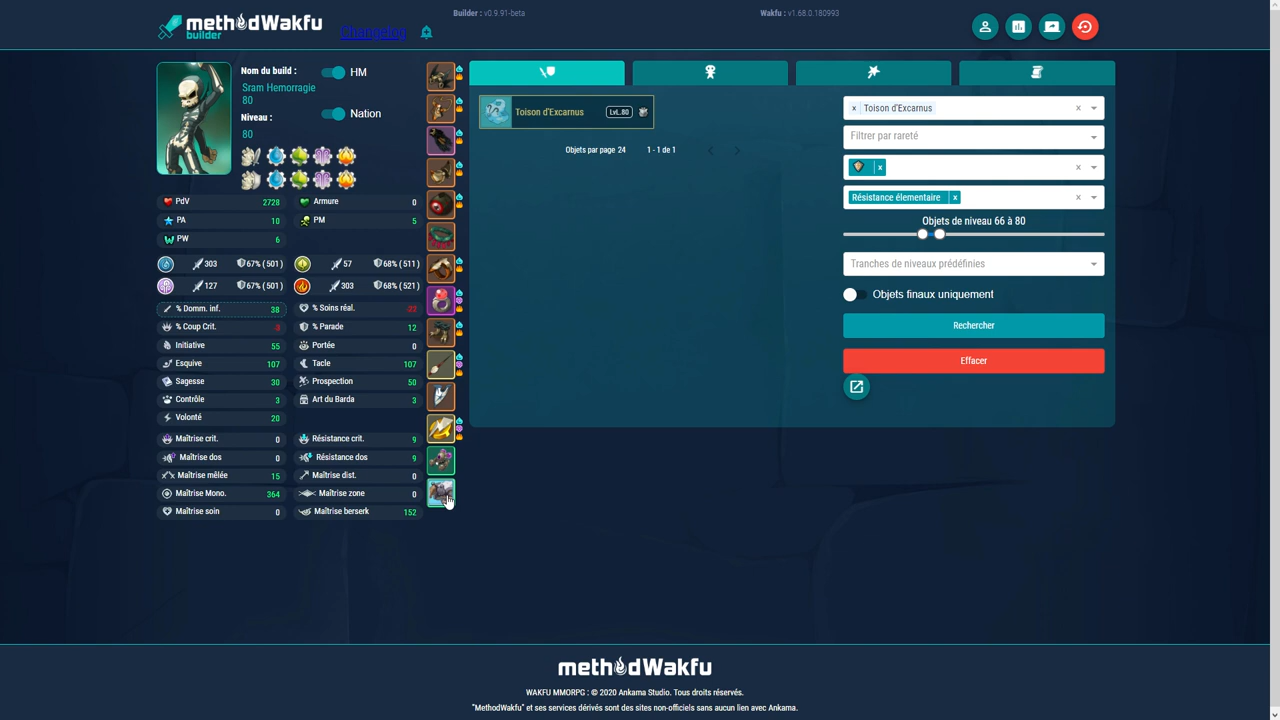 methodWakfu
builder
Changelog
Builder : v0.9.91-beta
Wakfu : v1.68.0.180993
Nom du build :
HM
Sram Hemorragie
80
Niveau :
Nation
80
PdV 2728
Armure 0
PA 10
PM 5
PW 6
303 67% ( 501 )
57 68% ( 511 )
127 67% ( 501 )
303 68% ( 521 )
% Domm. inf. 38
% Soins réal. -22
% Coup Crit. -3
% Parade 12
Initiative 55
Portée 0
Esquive 107
Tacle 107
Sagesse 30
Prospection 50
Contrôle 3
Art du Barda 3
Volonté 20
Maîtrise crit. 0
Résistance crit. 9
Maîtrise dos 0
Résistance dos 9
Maîtrise mêlée 15
Maîtrise dist. 0
Maîtrise Mono. 364
Maîtrise zone 0
Maîtrise soin 0
Maîtrise berserk 152
Toison d'Excarnus Lvl.80
Objets par page 24 1 - 1 de 1
× Toison d'Excarnus ×
Filtrer par rareté
× ×
Résistance élementaire × ×
Objets de niveau 66 à 80
Tranches de niveaux prédéfinies
Objets finaux uniquement
Rechercher
Effacer
methodWakfu
WAKFU MMORPG : © 2020 Ankama Studio. Tous droits réservés.
"MethodWakfu" et ses services dérivés sont des sites non-officiels sans aucun lien avec Ankama.